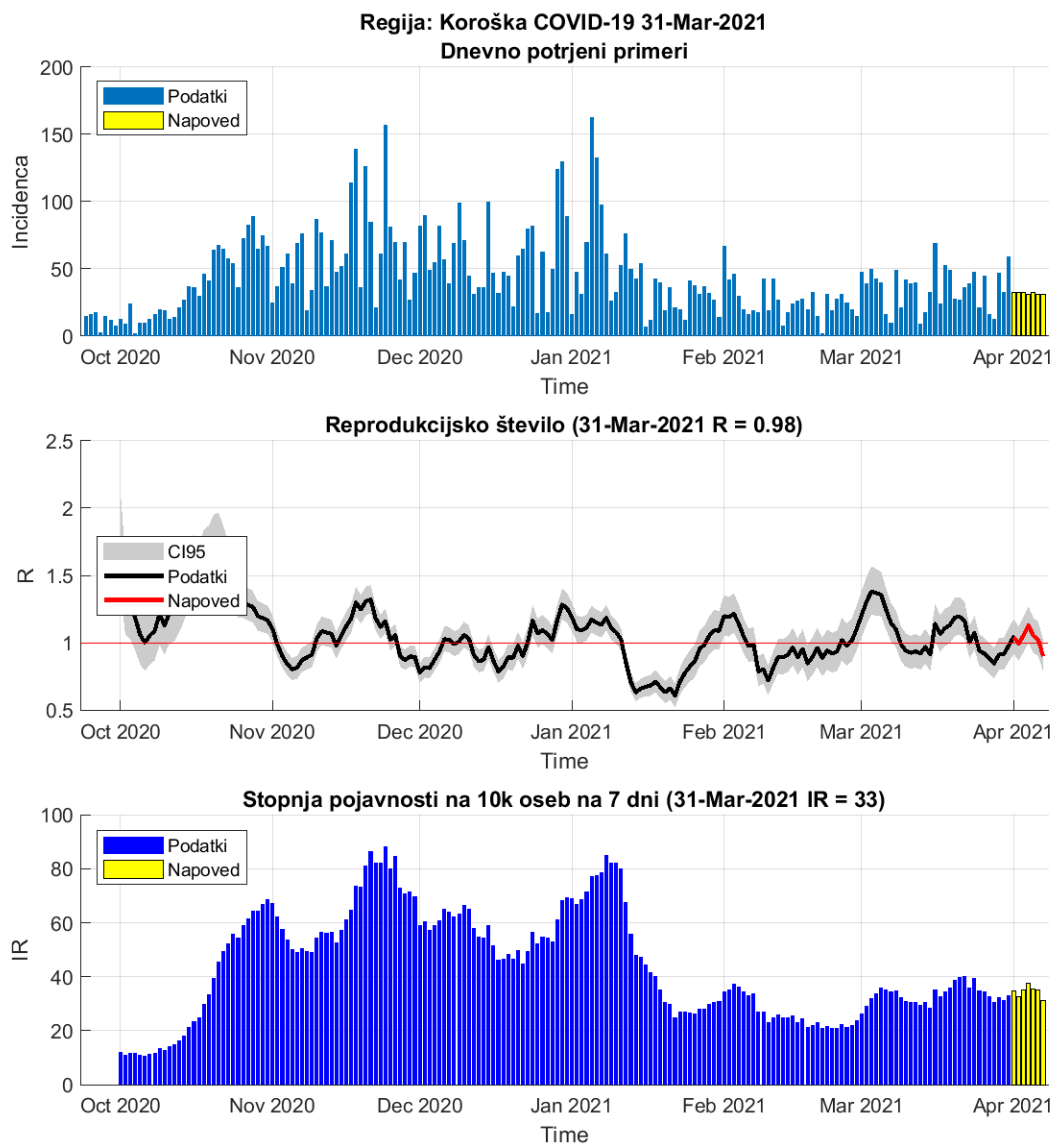 Regija: Koroška COVID-19 31-Mar-2021
Dnevno potrjeni primeri
200
150
100
50
0
Incidenca
Podatki
Napoved
Oct 2020 Nov 2020 Dec 2020 Jan 2021 Feb 2021 Mar 2021 Apr 2021
Time
Reprodukcijsko število (31-Mar-2021 R = 0.98)
2.5
2
1.5
1
0.5
R
CI95
Podatki
Napoved
Oct 2020 Nov 2020 Dec 2020 Jan 2021 Feb 2021 Mar 2021 Apr 2021
Time
Stopnja pojavnosti na 10k oseb na 7 dni (31-Mar-2021 IR = 33)
100
80
60
40
20
0
IR
Podatki
Napoved
Oct 2020 Nov 2020 Dec 2020 Jan 2021 Feb 2021 Mar 2021 Apr 2021
Time